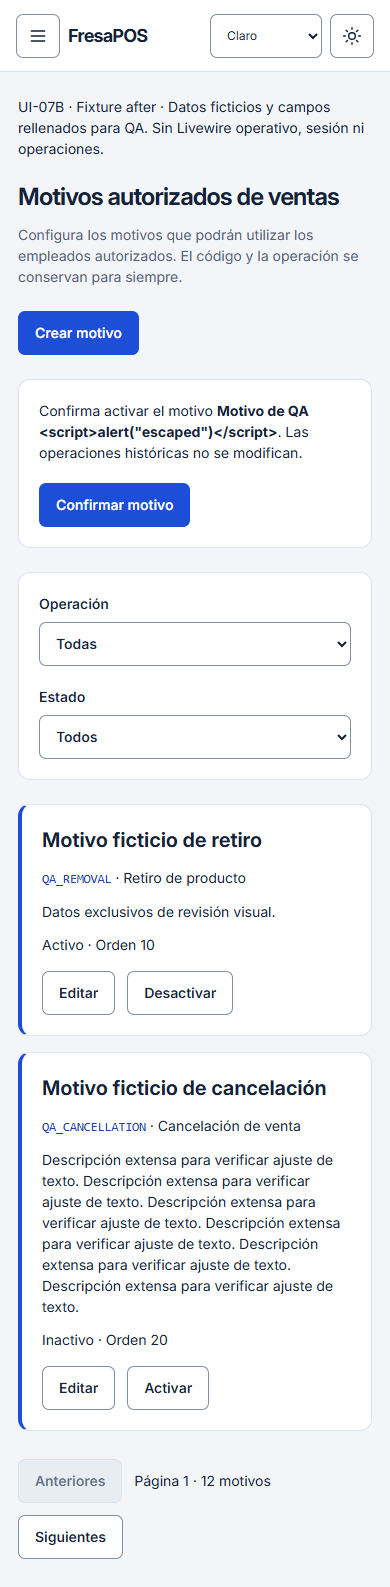 FresaPOS
Claro
UI-07B · Fixture after · Datos ficticios y campos
rellenados para QA. Sin Livewire operativo, sesión ni
operaciones.
Motivos autorizados de ventas
Configura los motivos que podrán utilizar los
empleados autorizados. El código y la operación se
conservan para siempre.
Crear motivo
Confirma activar el motivo Motivo de QA
<script>alert("escaped")</script>. Las
operaciones históricas no se modifican.
Confirmar motivo
Operación
Todas
Estado
Todos
Motivo ficticio de retiro
QA_REMOVAL · Retiro de producto
Datos exclusivos de revisión visual.
Activo · Orden 10
Editar
Desactivar
Motivo ficticio de cancelación
QA_CANCELLATION · Cancelación de venta
Descripción extensa para verificar ajuste de
texto. Descripción extensa para verificar
ajuste de texto. Descripción extensa para
verificar ajuste de texto. Descripción extensa
para verificar ajuste de texto. Descripción
extensa para verificar ajuste de texto.
Descripción extensa para verificar ajuste de
texto.
Inactivo · Orden 20
Editar
Activar
Anteriores
Página 1 · 12 motivos
Siguientes